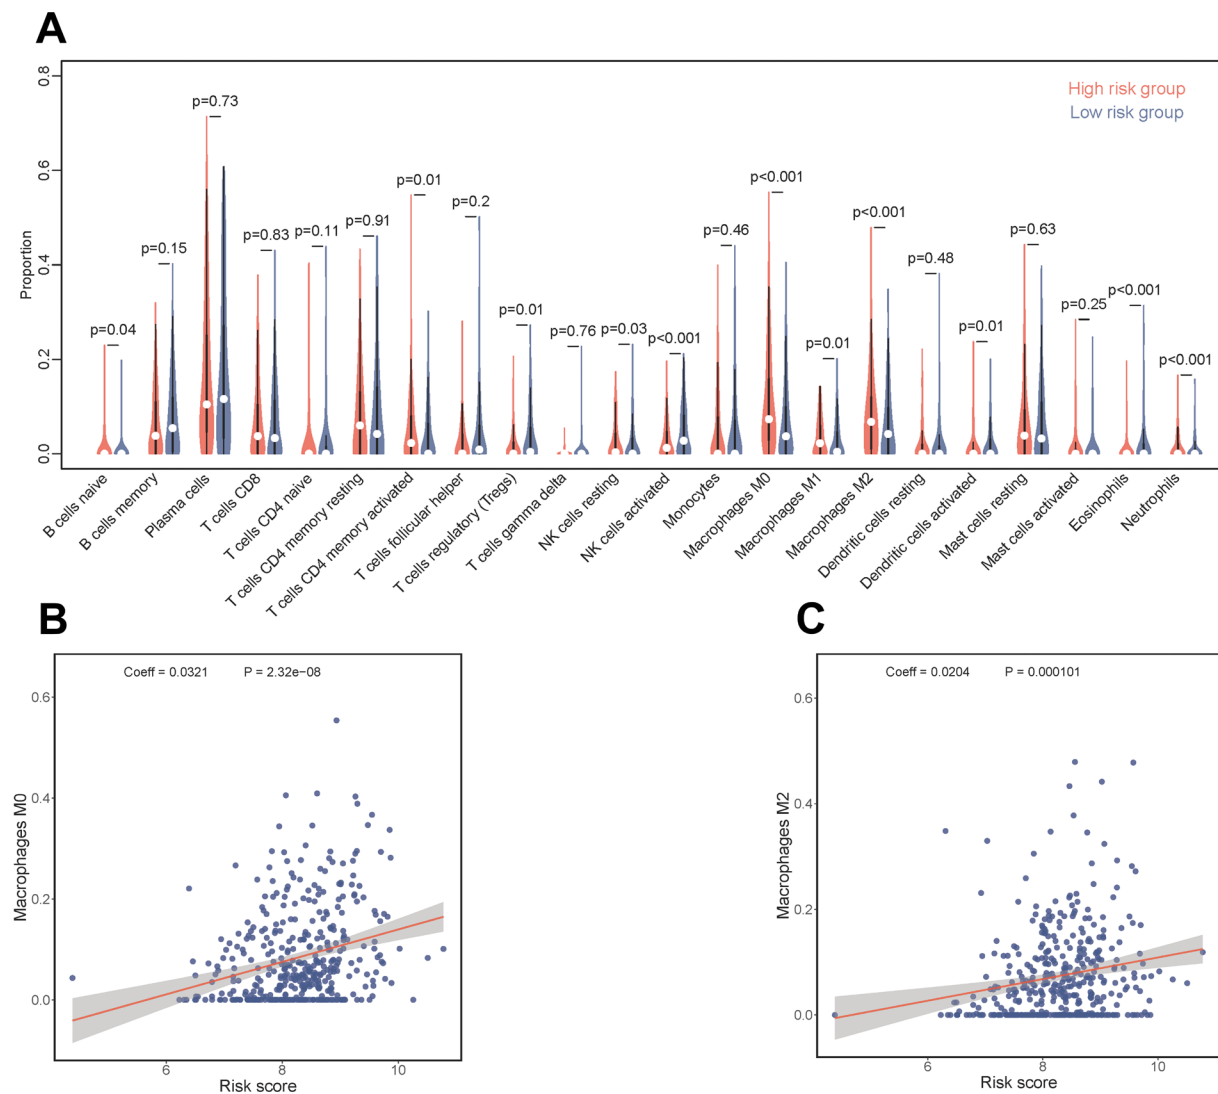 A
0.8
0.6
0.4
0.2
0.0
Proportion
High risk group
Low risk group
p=0.04
p=0.15
p=0.73
p=0.83
p=0.11
p=0.91
p=0.01
p=0.2
p=0.01
p=0.76
p=0.03
p<0.001
p=0.46
p<0.001
p=0.01
p<0.001
p=0.48
p=0.01
p=0.63
p=0.25
p<0.001
p<0.001
B cells naive
B cells memory
Plasma cells
T cells CD8
T cells CD4 naive
T cells CD4 memory resting
T cells CD4 memory activated
T cells follicular helper
T cells regulatory (Tregs)
T cells gamma delta
NK cells resting
NK cells activated
Monocytes
Macrophages M0
Macrophages M1
Macrophages M2
Dendritic cells resting
Dendritic cells activated
Mast cells resting
Mast cells activated
Eosinophils
Neutrophils
B
Coeff = 0.0321 P = 2.32e−08
0.6
0.4
0.2
0.0
Macrophages M0
6 8 10
Risk score
C
Coeff = 0.0204 P = 0.000101
0.6
0.4
0.2
0.0
Macrophages M2
6 8 10
Risk score